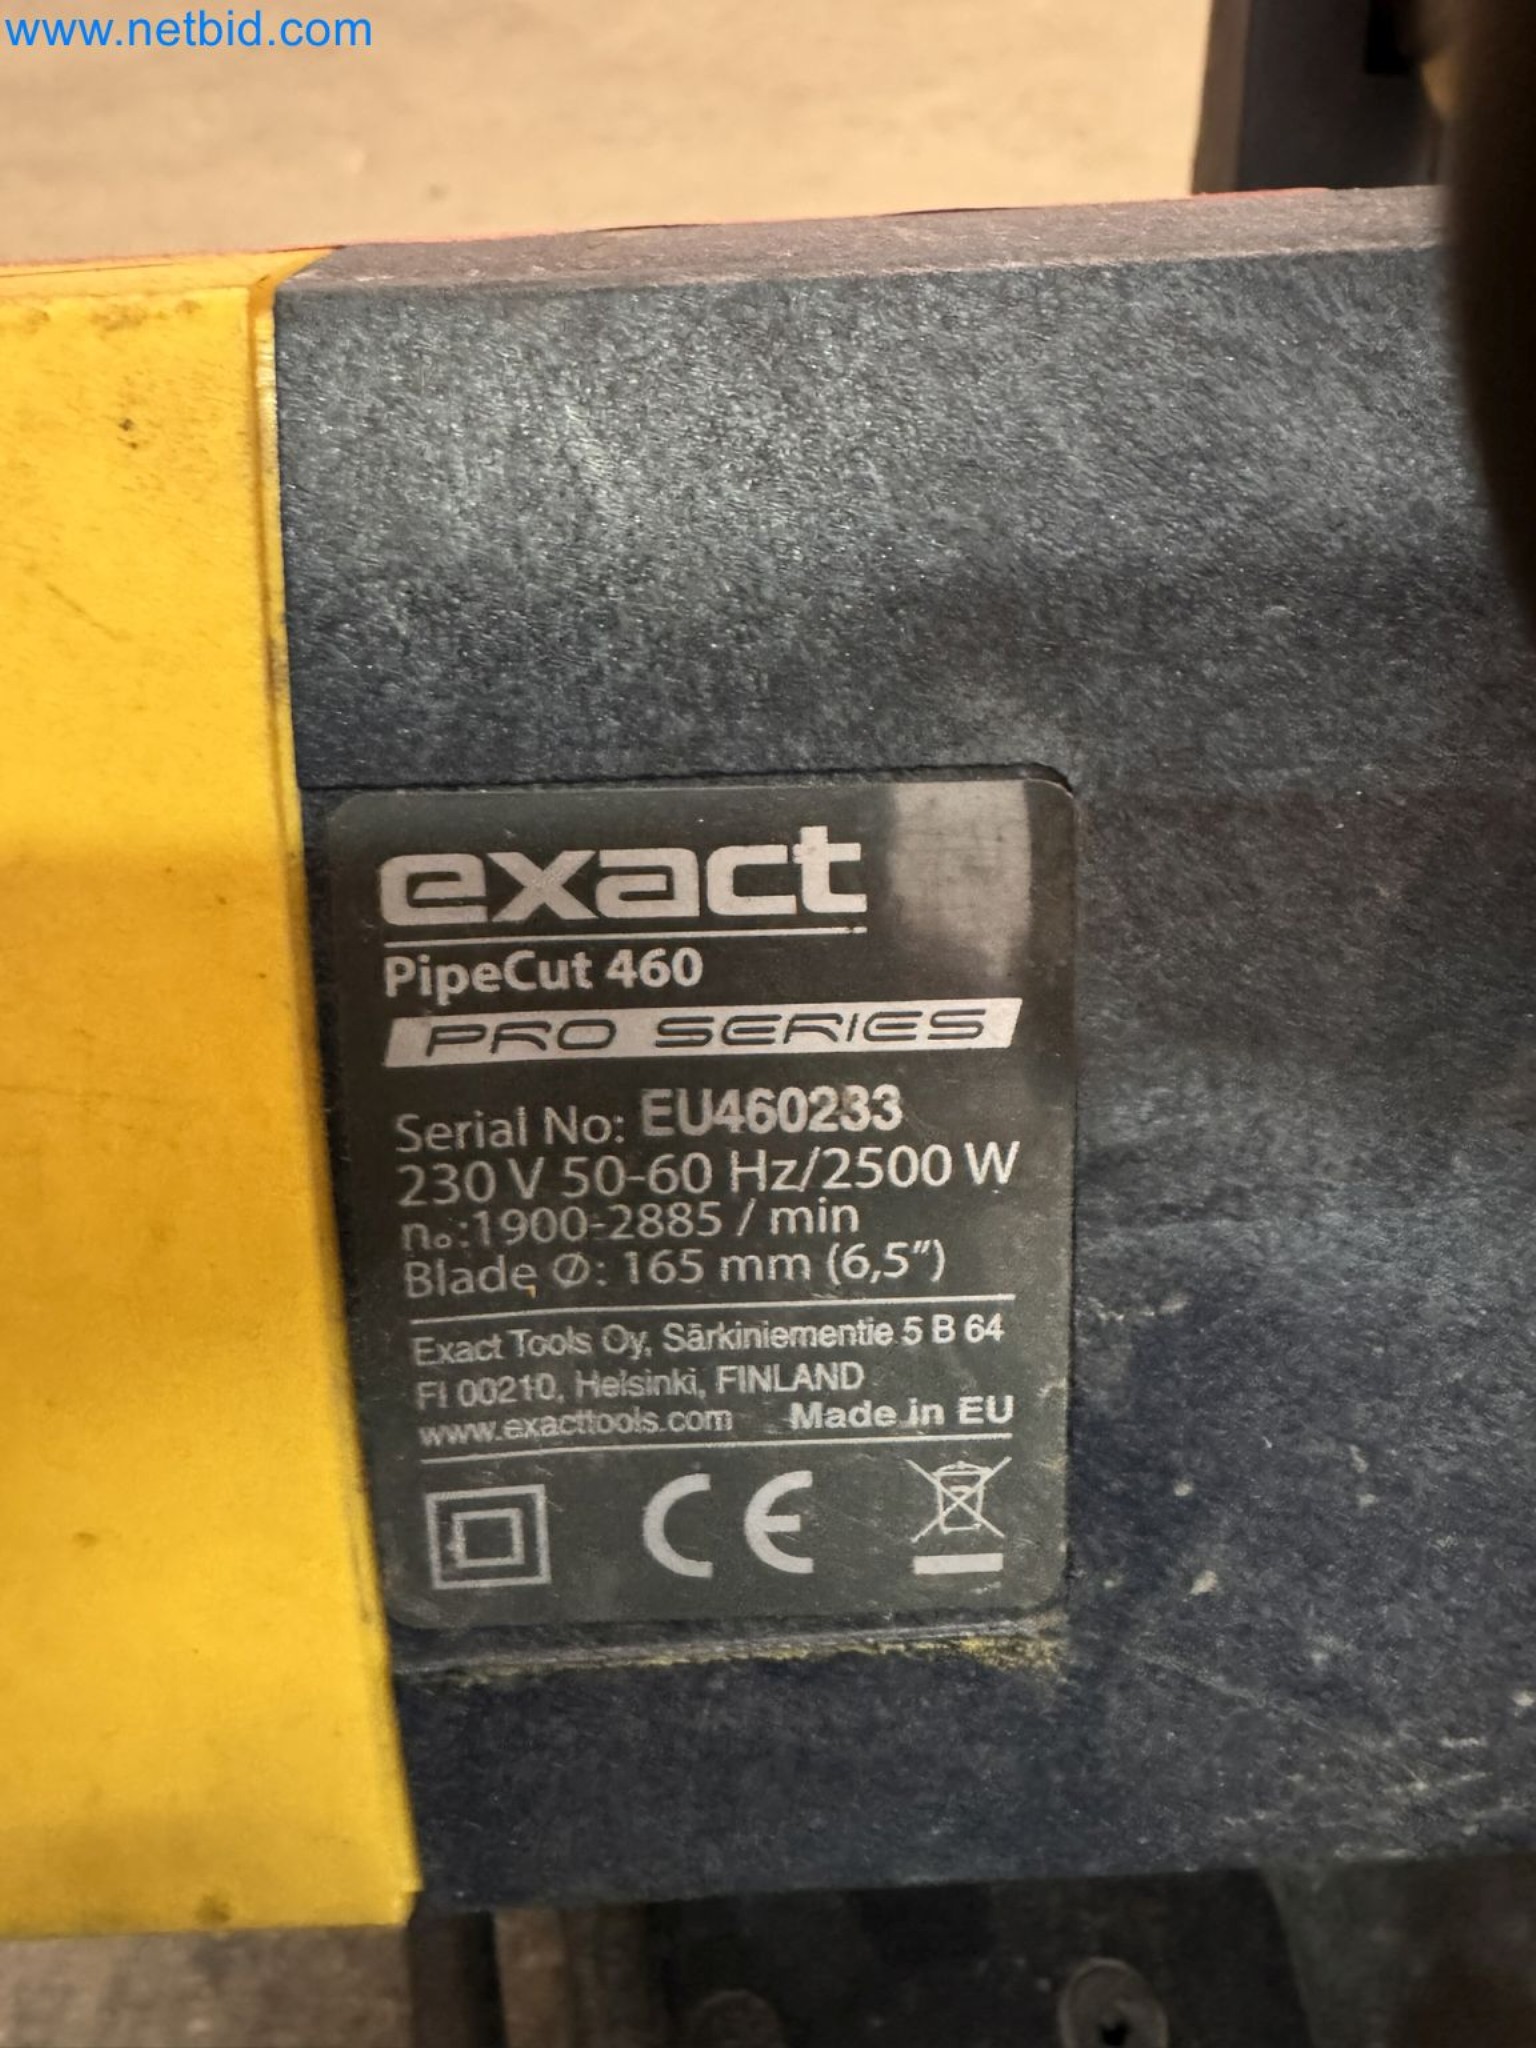 www.netbid.com
exact
PipeCut 460
PRO SERIES
Serial No: EU460233
230 V 50-60 Hz/2500 W
nₒ:1900-2885 / min
Blade Ø: 165 mm (6,5")
Exact Tools Oy, Särkiniementie 5 B 64
FI 00210, Helsinki, FINLAND
www.exacttools.com Made in EU
CE